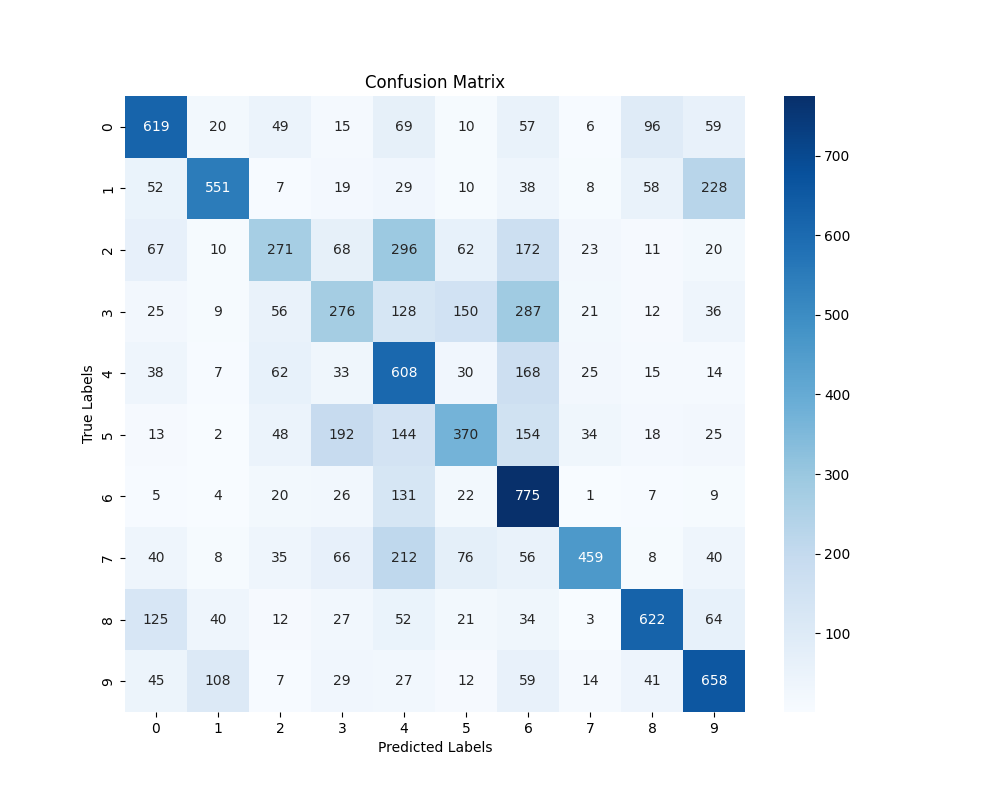 Confusion Matrix
0 619 20 49 15 69 10 57 6 96 59
1 52 551 7 19 29 10 38 8 58 228
2 67 10 271 68 296 62 172 23 11 20
3 25 9 56 276 128 150 287 21 12 36
4 38 7 62 33 608 30 168 25 15 14
5 13 2 48 192 144 370 154 34 18 25
6 5 4 20 26 131 22 775 1 7 9
7 40 8 35 66 212 76 56 459 8 40
8 125 40 12 27 52 21 34 3 622 64
9 45 108 7 29 27 12 59 14 41 658
0 1 2 3 4 5 6 7 8 9
Predicted Labels
True Labels
700
600
500
400
300
200
100